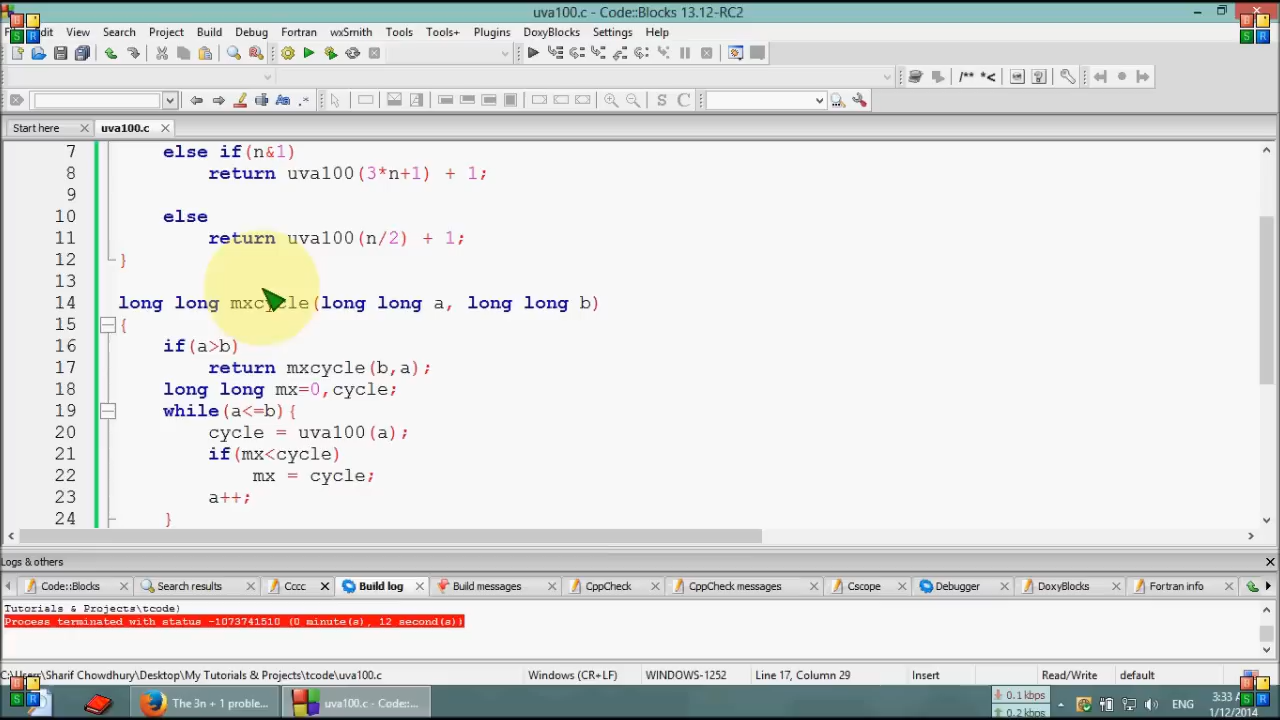 uva100.c - Code::Blocks 13.12-RC2
View Search Project Build Debug Fortran wxSmith Tools Tools+ Plugins DoxyBlocks Settings Help
/** *<
S C
Start here uva100.c
7 else if(n&1)
8 return uva100(3*n+1) + 1;
9
10 else
11 return uva100(n/2) + 1;
12 }
13
14 long long mxcycle(long long a, long long b)
15 {
16 if(a>b)
17 return mxcycle(b,a);
18 long long mx=0,cycle;
19 while(a<=b){
20 cycle = uva100(a);
21 if(mx<cycle)
22 mx = cycle;
23 a++;
24 }
Logs & others
Code::Blocks Search results Cccc Build log Build messages CppCheck CppCheck messages Cscope Debugger DoxyBlocks Fortran info
Tutorials & Projects\tcode)
Process terminated with status -1073741510 (0 minute(s), 12 second(s))
C:\Users\Sharif Chowdhury\Desktop\My Tutorials & Projects\tcode\uva100.c Windows (CR+LF) WINDOWS-1252 Line 17, Column 29 Insert Read/Write default
The 3n + 1 proble... uva100.c - Code::... 0.1 kbps ENG 3:33 AM
0.2 kbps 1/12/2014